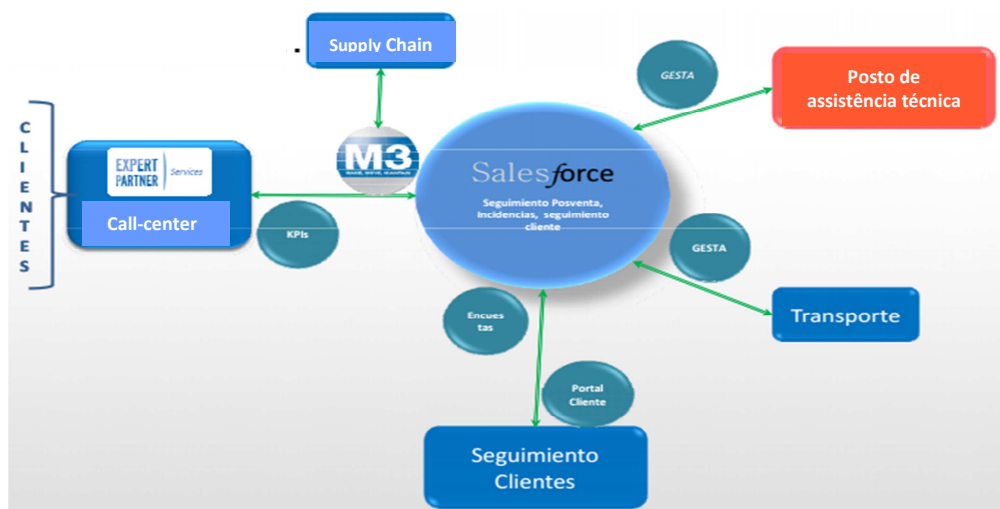 Supply Chain
GESTA
Posto de
assistência técnica
CLIENTES
EXPERT
PARTNER
Services
Call-center
M3
Salesforce
Seguimiento Posventa,
incidencias, seguimiento
cliente
KPIs
GESTA
Encues
tas
Transporte
Portal
Cliente
Seguimiento
Clientes